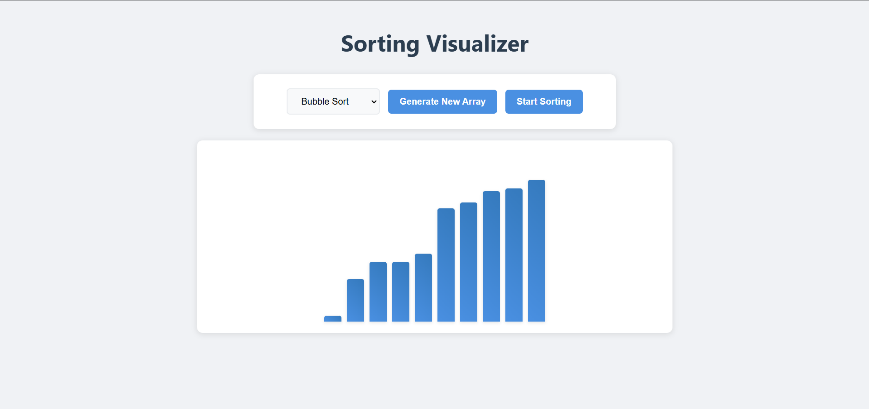 Sorting Visualizer
Bubble Sort
Generate New Array
Start Sorting